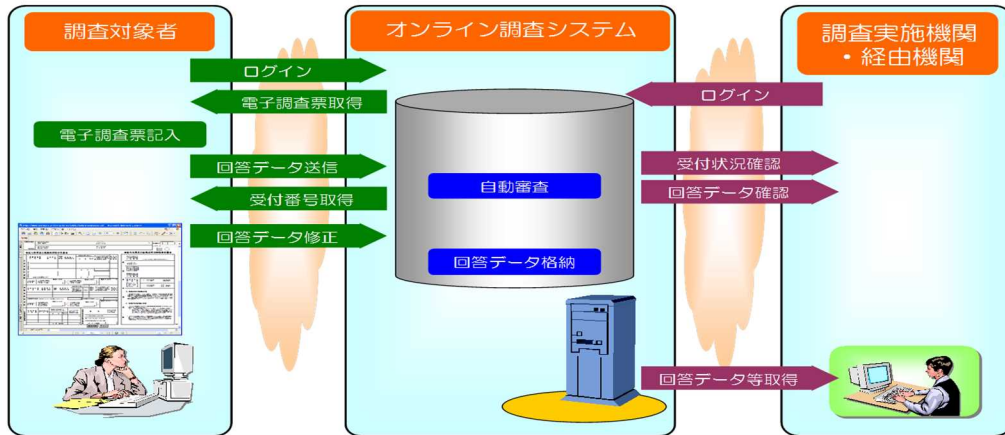 調査対象者
オンライン調査システム
調査実施機関
・経由機関
ログイン
電子調査票取得
電子調査票記入
回答データ送信
受付番号取得
回答データ修正
自動審査
回答データ格納
ログイン
受付状況確認
回答データ確認
回答データ等取得